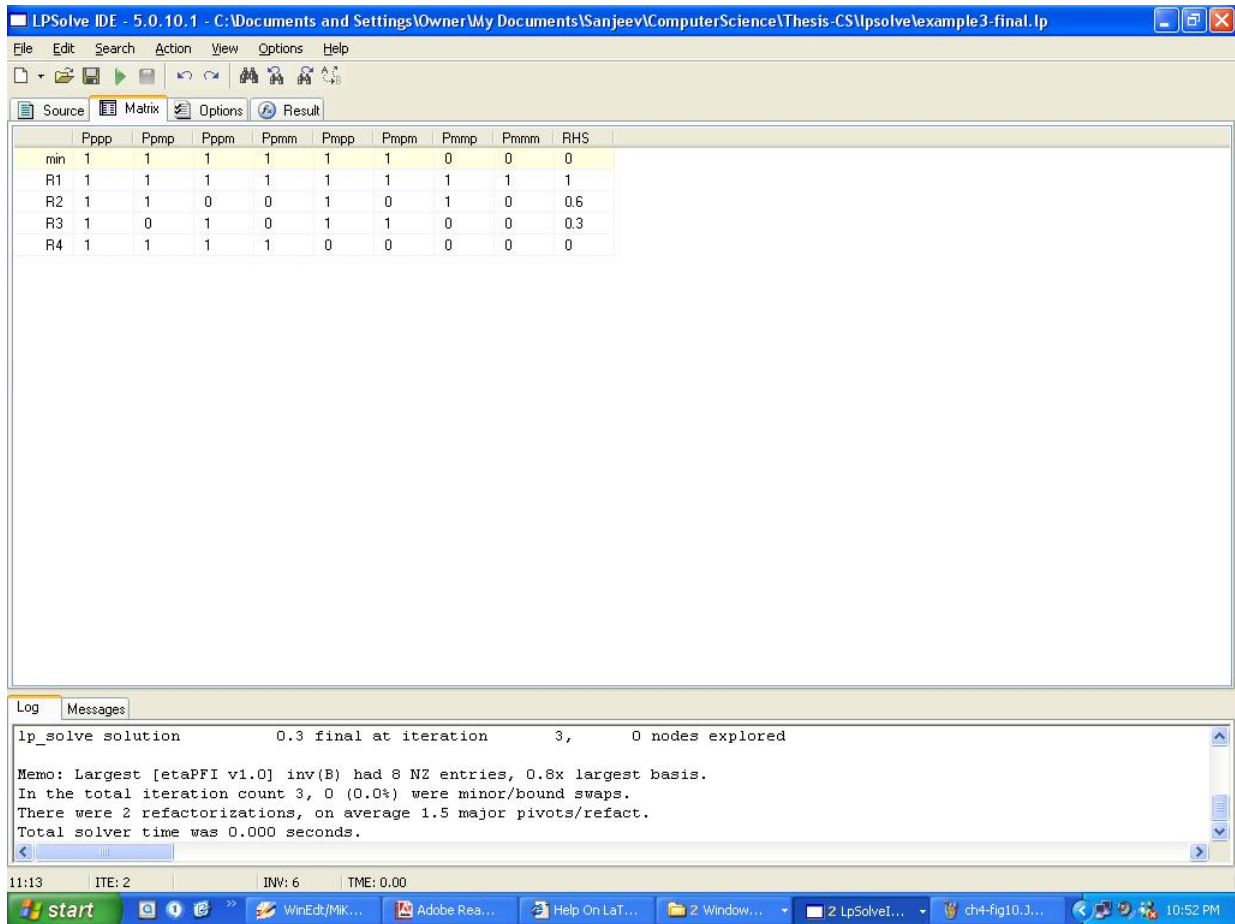 LPSolve IDE - 5.0.10.1 - C:\Documents and Settings\Owner\My Documents\Sanjeev\ComputerScience\Thesis-CS\lpsolve\example3-final.lp
File Edit Search Action View Options Help
Source Matrix Options Result
Pppp Ppmp Pppm Ppmm Pmpp Pmpm Pmmp Pmmm RHS
min 1 1 1 1 1 1 0 0 0
R1 1 1 1 1 1 1 1 1 1
R2 1 1 0 0 1 0 1 0 0.6
R3 1 0 1 0 1 1 0 0 0.3
R4 1 1 1 1 0 0 0 0 0
Log Messages
lp_solve solution 0.3 final at iteration 3, 0 nodes explored
Memo: Largest [etaPFI v1.0] inv(B) had 8 NZ entries, 0.8x largest basis.
In the total iteration count 3, 0 (0.0%) were minor/bound swaps.
There were 2 refactorizations, on average 1.5 major pivots/refact.
Total solver time was 0.000 seconds.
11:13 ITE: 2 INV: 6 TME: 0.00
start WinEdt/MiK... Adobe Rea... Help On LaT... 2 Window... 2 LpSolveI... ch4-fig10.J... 10:52 PM